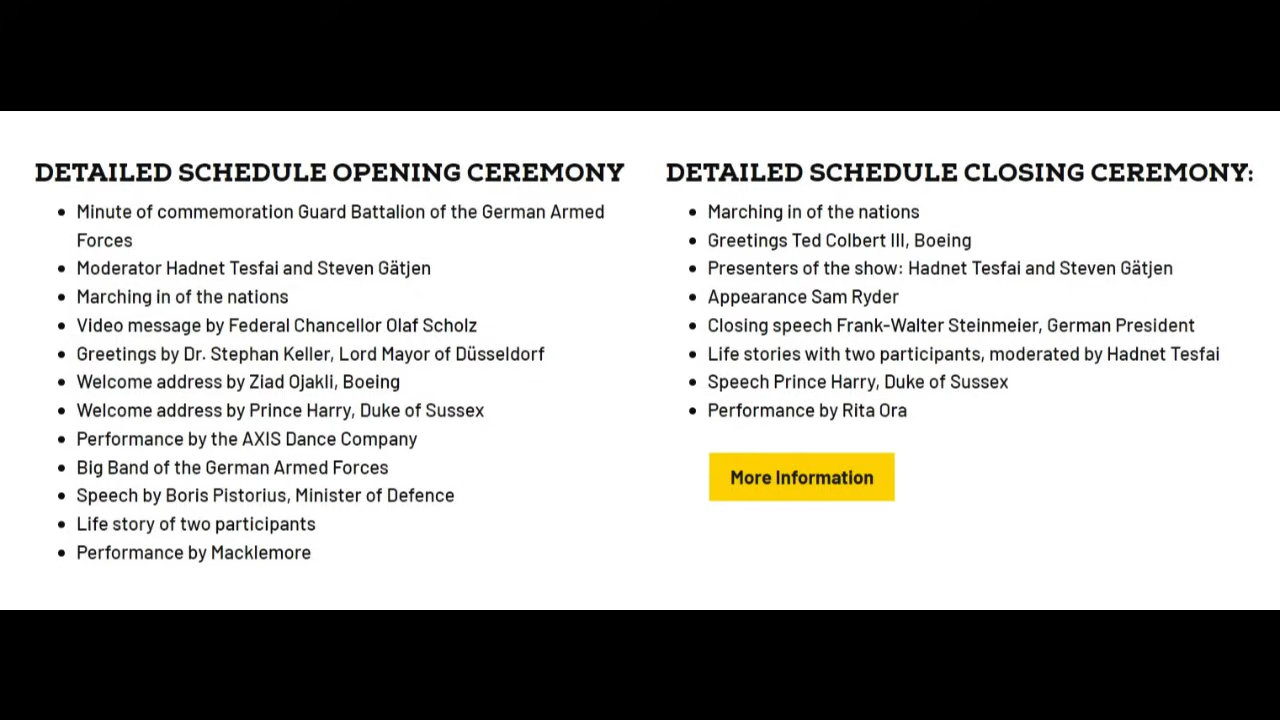 DETAILED SCHEDULE OPENING CEREMONY
Minute of commemoration Guard Battalion of the German Armed
Forces
Moderator Hadnet Tesfai and Steven Gätjen
Marching in of the nations
Video message by Federal Chancellor Olaf Scholz
Greetings by Dr. Stephan Keller, Lord Mayor of Düsseldorf
Welcome address by Ziad Ojakli, Boeing
Welcome address by Prince Harry, Duke of Sussex
Performance by the AXIS Dance Company
Big Band of the German Armed Forces
Speech by Boris Pistorius, Minister of Defence
Life story of two participants
Performance by Macklemore
DETAILED SCHEDULE CLOSING CEREMONY:
Marching in of the nations
Greetings Ted Colbert III, Boeing
Presenters of the show: Hadnet Tesfai and Steven Gätjen
Appearance Sam Ryder
Closing speech Frank-Walter Steinmeier, German President
Life stories with two participants, moderated by Hadnet Tesfai
Speech Prince Harry, Duke of Sussex
Performance by Rita Ora
More Information